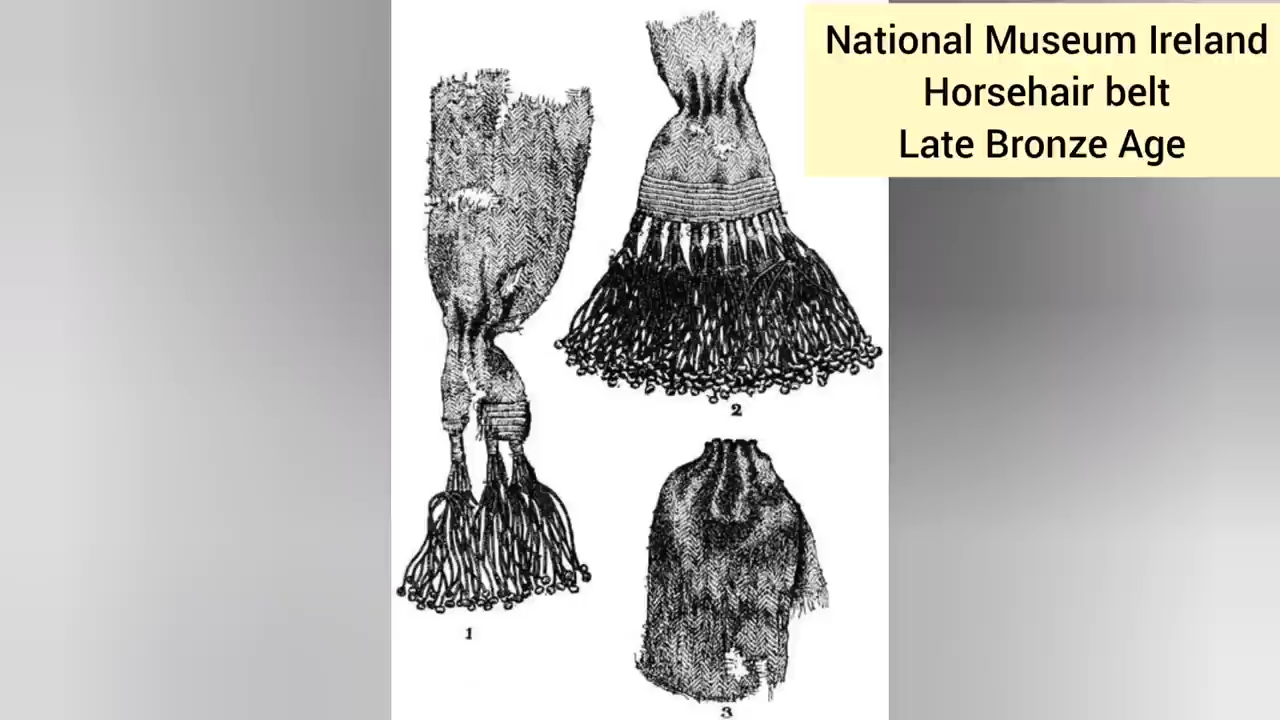 National Museum Ireland
Horsehair belt
Late Bronze Age
2
1
3